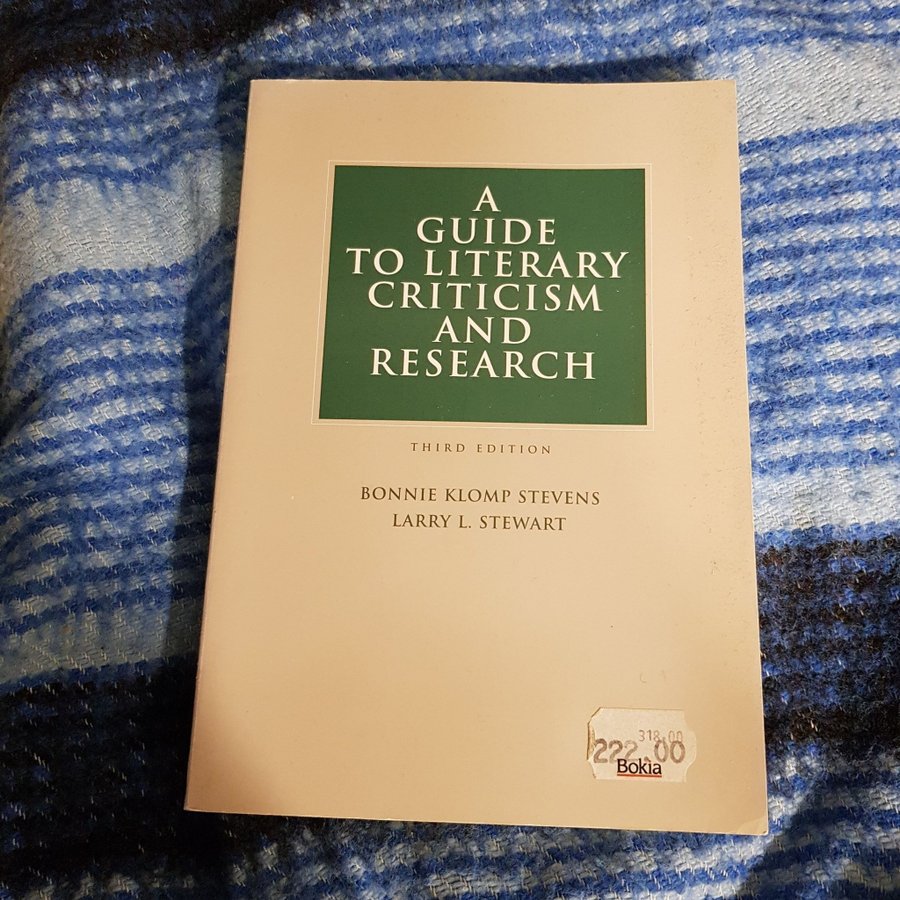 A
GUIDE
TO LITERARY
CRITICISM
AND
RESEARCH
THIRD EDITION
BONNIE KLOMP STEVENS
LARRY L. STEWART
318.00
222.00
Bokia